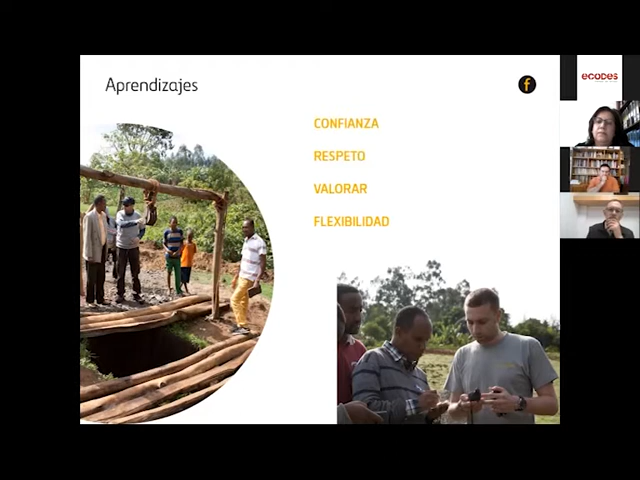 Aprendizajes
f
CONFIANZA
RESPETO
VALORAR
FLEXIBILIDAD
ecodes